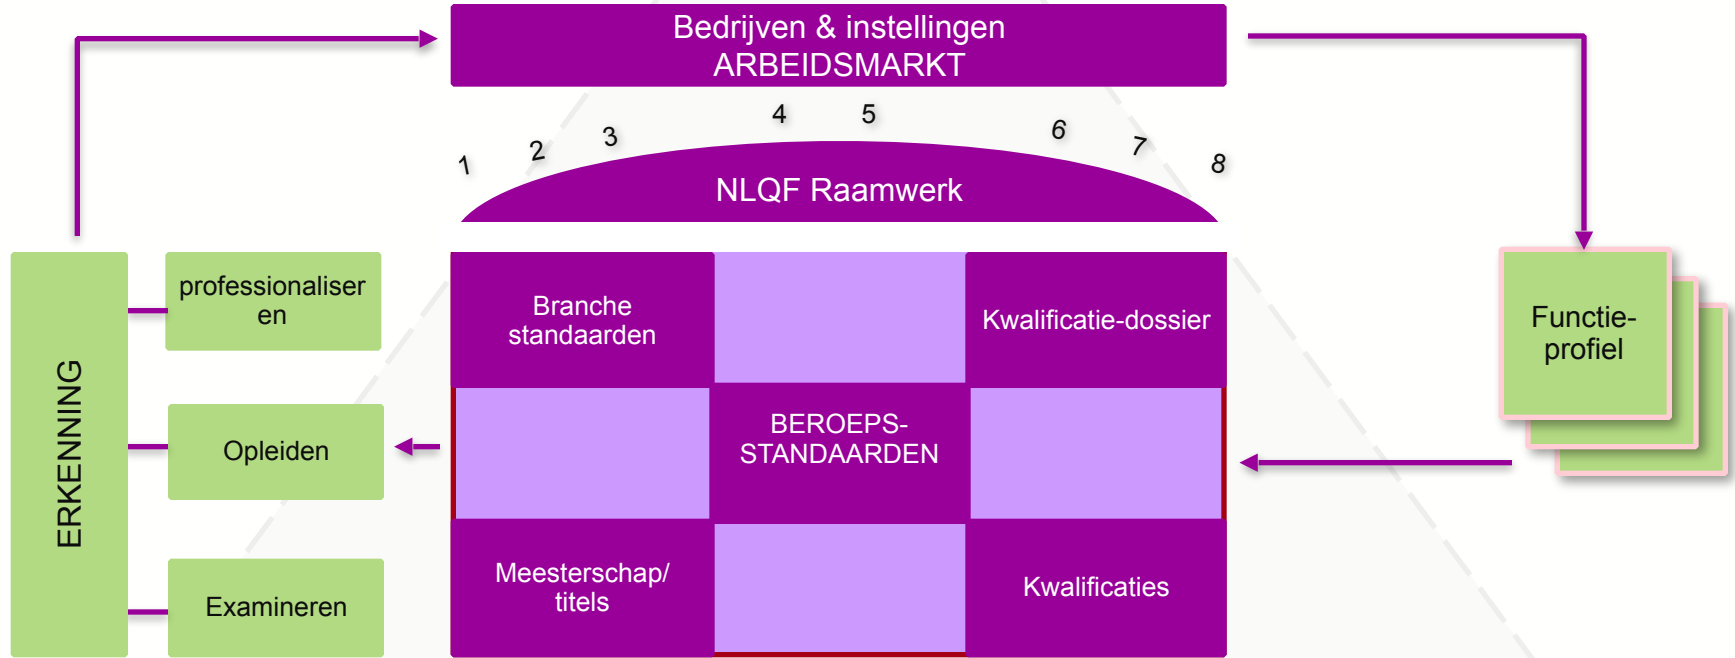 Bedrijven & instellingen
ARBEIDSMARKT
1 2 3 4 5 6 7 8
NLQF Raamwerk
ERKENNING
professionaliser
en
Opleiden
Examineren
Branche
standaarden
Kwalificatie-dossier
BEROEPS-
STANDAARDEN
Meesterschap/
titels
Kwalificaties
Functie-
profiel